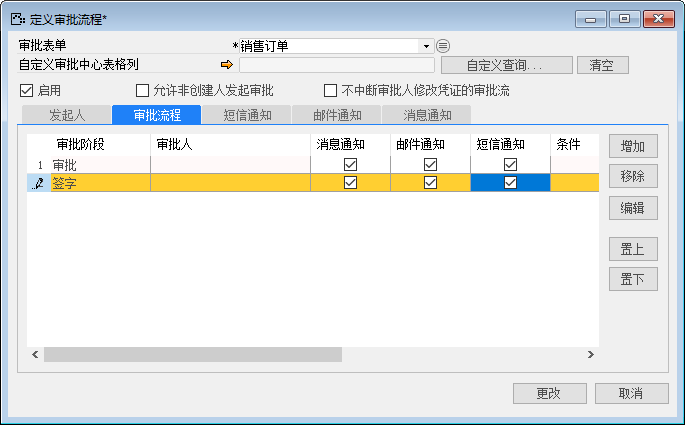 定义审批流程*
审批表单 *销售订单
自定义审批中心表格列 自定义查询... 清空
启用 允许非创建人发起审批 不中断审批人修改凭证的审批流
发起人 审批流程 短信通知 邮件通知 消息通知
审批阶段 审批人 消息通知 邮件通知 短信通知 条件 增加
1 审批
移除
签字
编辑
置上
置下
更改 取消